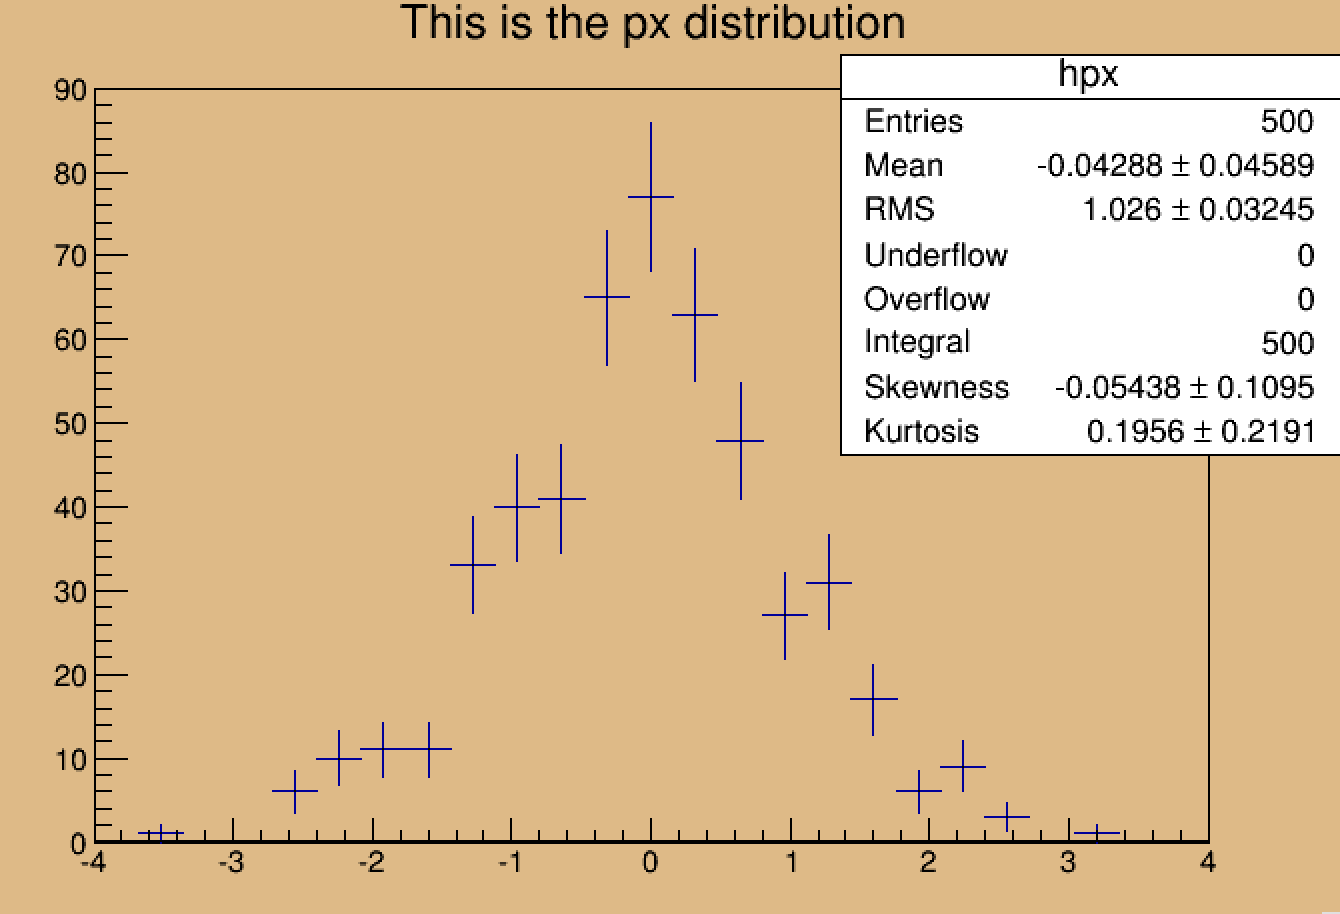 This is the px distribution
hpx
Entries 500
Mean -0.04288 ± 0.04589
RMS 1.026 ± 0.03245
Underflow 0
Overflow 0
Integral 500
Skewness -0.05438 ± 0.1095
Kurtosis 0.1956 ± 0.2191
90
80
70
60
50
40
30
20
10
0
-4 -3 -2 -1 0 1 2 3 4